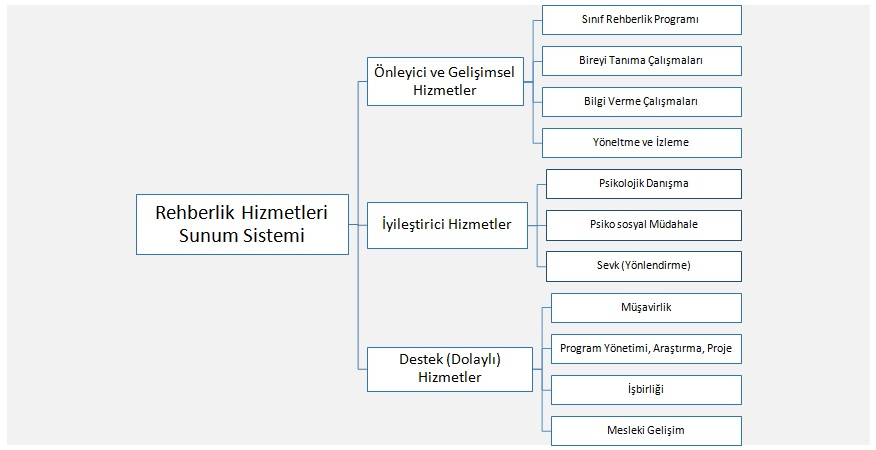 Rehberlik Hizmetleri
Sunum Sistemi
Önleyici ve Gelişimsel
Hizmetler
Sınıf Rehberlik Programı
Bireyi Tanıma Çalışmaları
Bilgi Verme Çalışmaları
Yöneltme ve İzleme
İyileştirici Hizmetler
Psikolojik Danışma
Psiko sosyal Müdahale
Sevk (Yönlendirme)
Destek (Dolaylı)
Hizmetler
Müşavirlik
Program Yönetimi, Araştırma, Proje
İşbirliği
Mesleki Gelişim